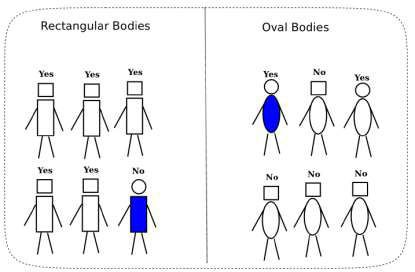 Rectangular Bodies
Yes Yes Yes
Yes Yes No
Oval Bodies
Yes No Yes
No No No